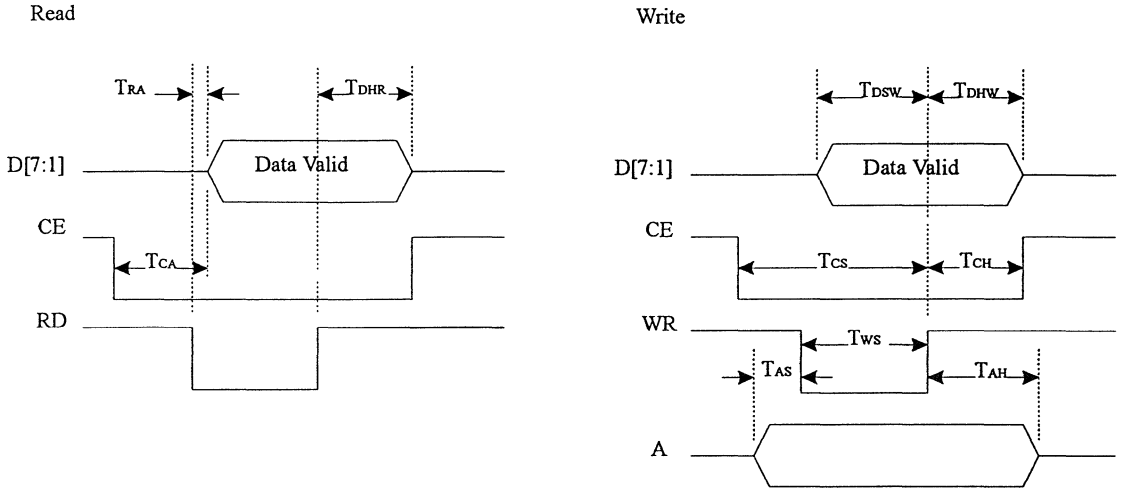 Read
TRA
TDHR
D[7:1]
Data Valid
CE
TCA
RD
Write
TDSW
TDHW
D[7:1]
Data Valid
CE
TCS
TCH
WR
TWS
TAS
TAH
A